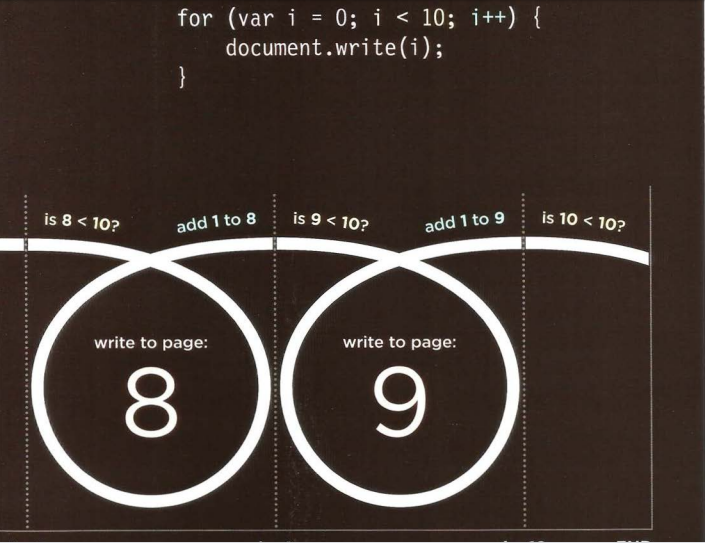 for (var i = 0; i < 10; i++) {
    document.write(i);
}
is 8 < 10? add 1 to 8 is 9 < 10? add 1 to 9 is 10 < 10?
write to page: write to page:
8 9